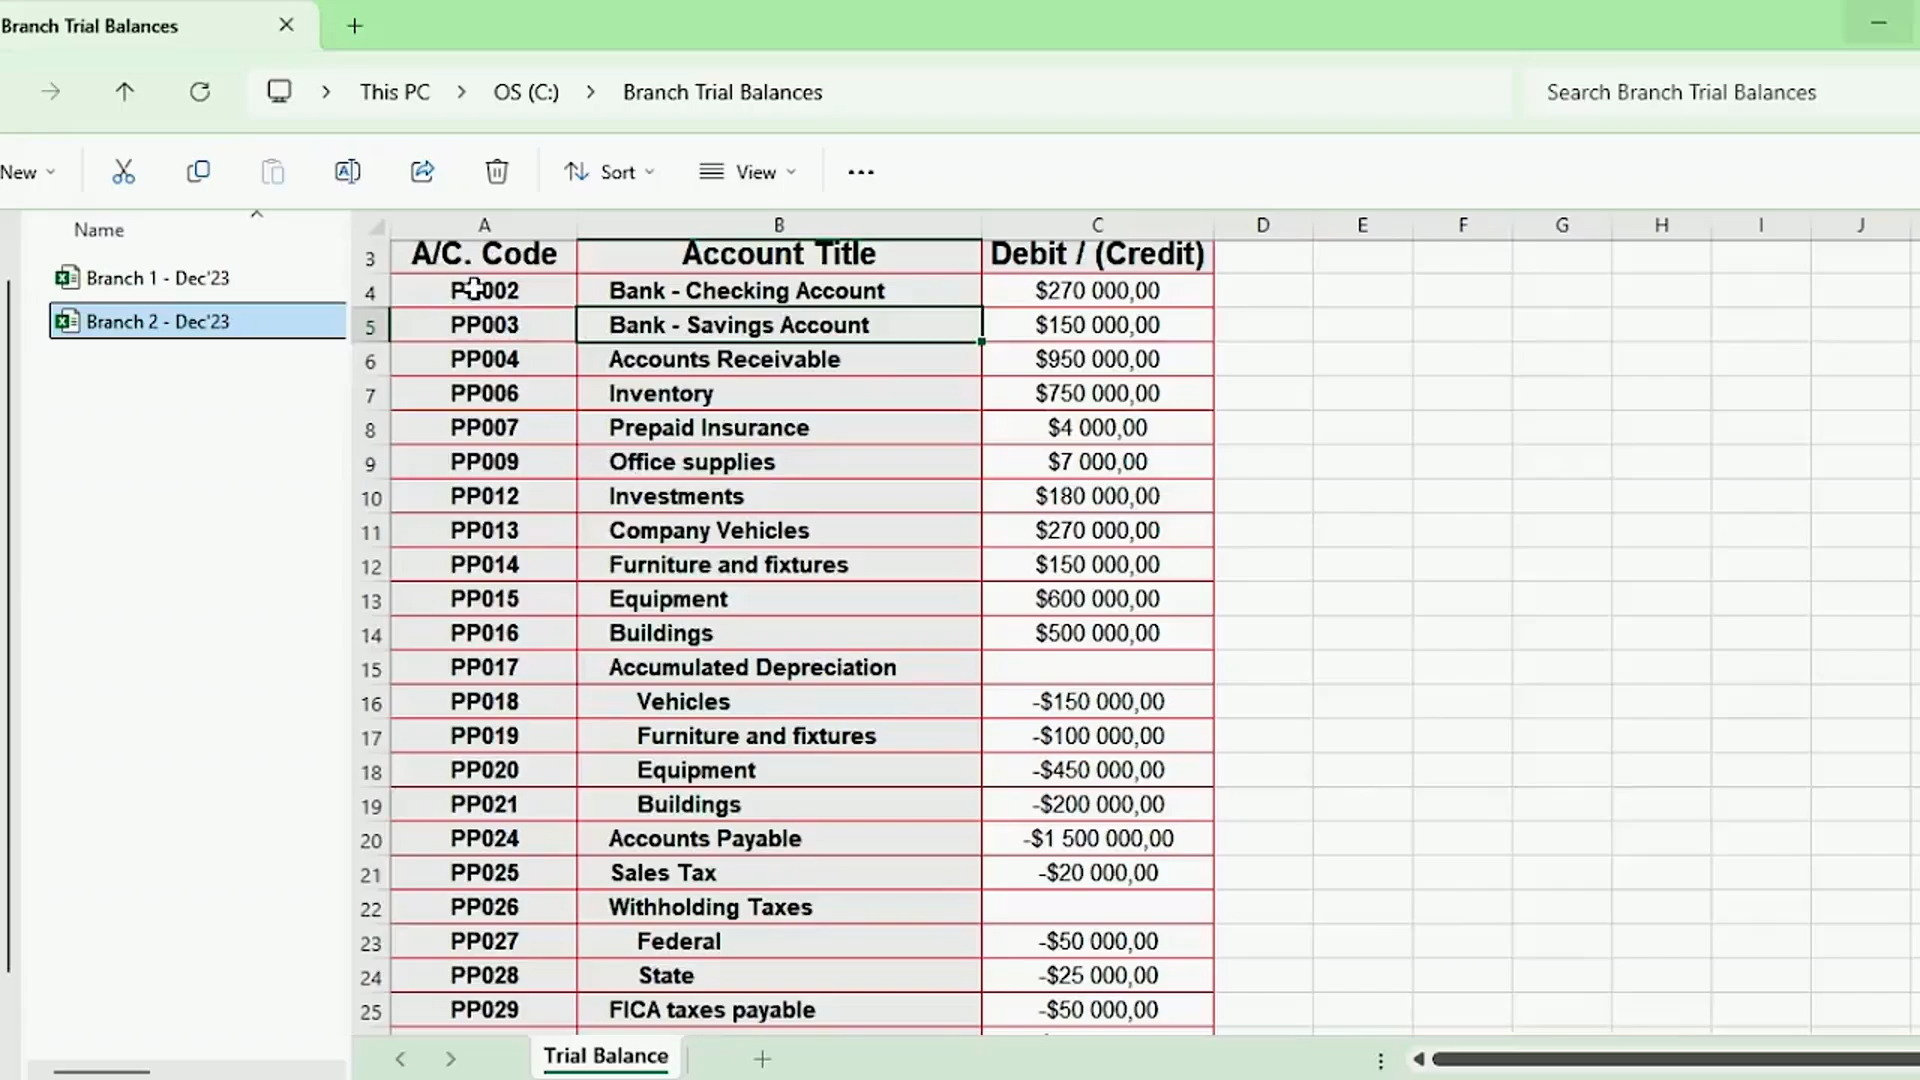 Branch Trial Balances
This PC > OS (C:) > Branch Trial Balances
Search Branch Trial Balances
New
Sort
View
Name
Branch 1 - Dec'23
Branch 2 - Dec'23
A B C D E F G H I J
3 A/C. Code Account Title Debit / (Credit)
4 PP002 Bank - Checking Account $270 000,00
5 PP003 Bank - Savings Account $150 000,00
6 PP004 Accounts Receivable $950 000,00
7 PP006 Inventory $750 000,00
8 PP007 Prepaid Insurance $4 000,00
9 PP009 Office supplies $7 000,00
10 PP012 Investments $180 000,00
11 PP013 Company Vehicles $270 000,00
12 PP014 Furniture and fixtures $150 000,00
13 PP015 Equipment $600 000,00
14 PP016 Buildings $500 000,00
15 PP017 Accumulated Depreciation
16 PP018 Vehicles -$150 000,00
17 PP019 Furniture and fixtures -$100 000,00
18 PP020 Equipment -$450 000,00
19 PP021 Buildings -$200 000,00
20 PP024 Accounts Payable -$1 500 000,00
21 PP025 Sales Tax -$20 000,00
22 PP026 Withholding Taxes
23 PP027 Federal -$50 000,00
24 PP028 State -$25 000,00
25 PP029 FICA taxes payable -$50 000,00
Trial Balance